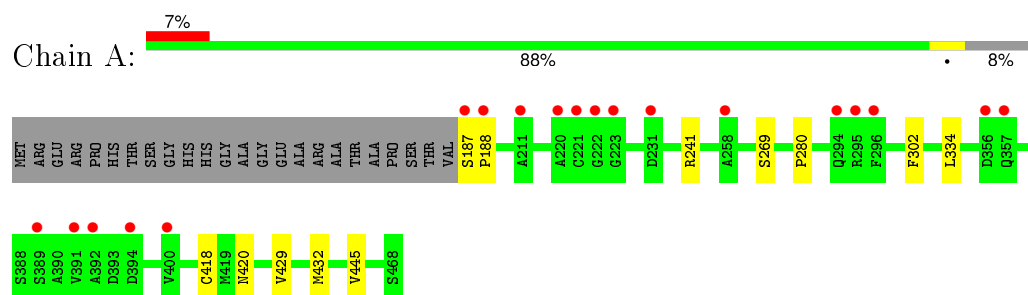 7%
Chain A:
88%
•
8%
MET ARG GLU ARG PRO HIS THR SER GLY HIS HIS GLY ALA GLY GLU ALA ARG ALA THR ALA PRO SER THR VAL S187 P188 A211 A220 G221 G222 G223 D231 R241 A258 S269 P280 Q294 R295 F296 F302 L334 D356 Q357
S388 S389 A390 V391 A392 D393 D394 V400 C418 M419 N420 V429 M432 V445 S468